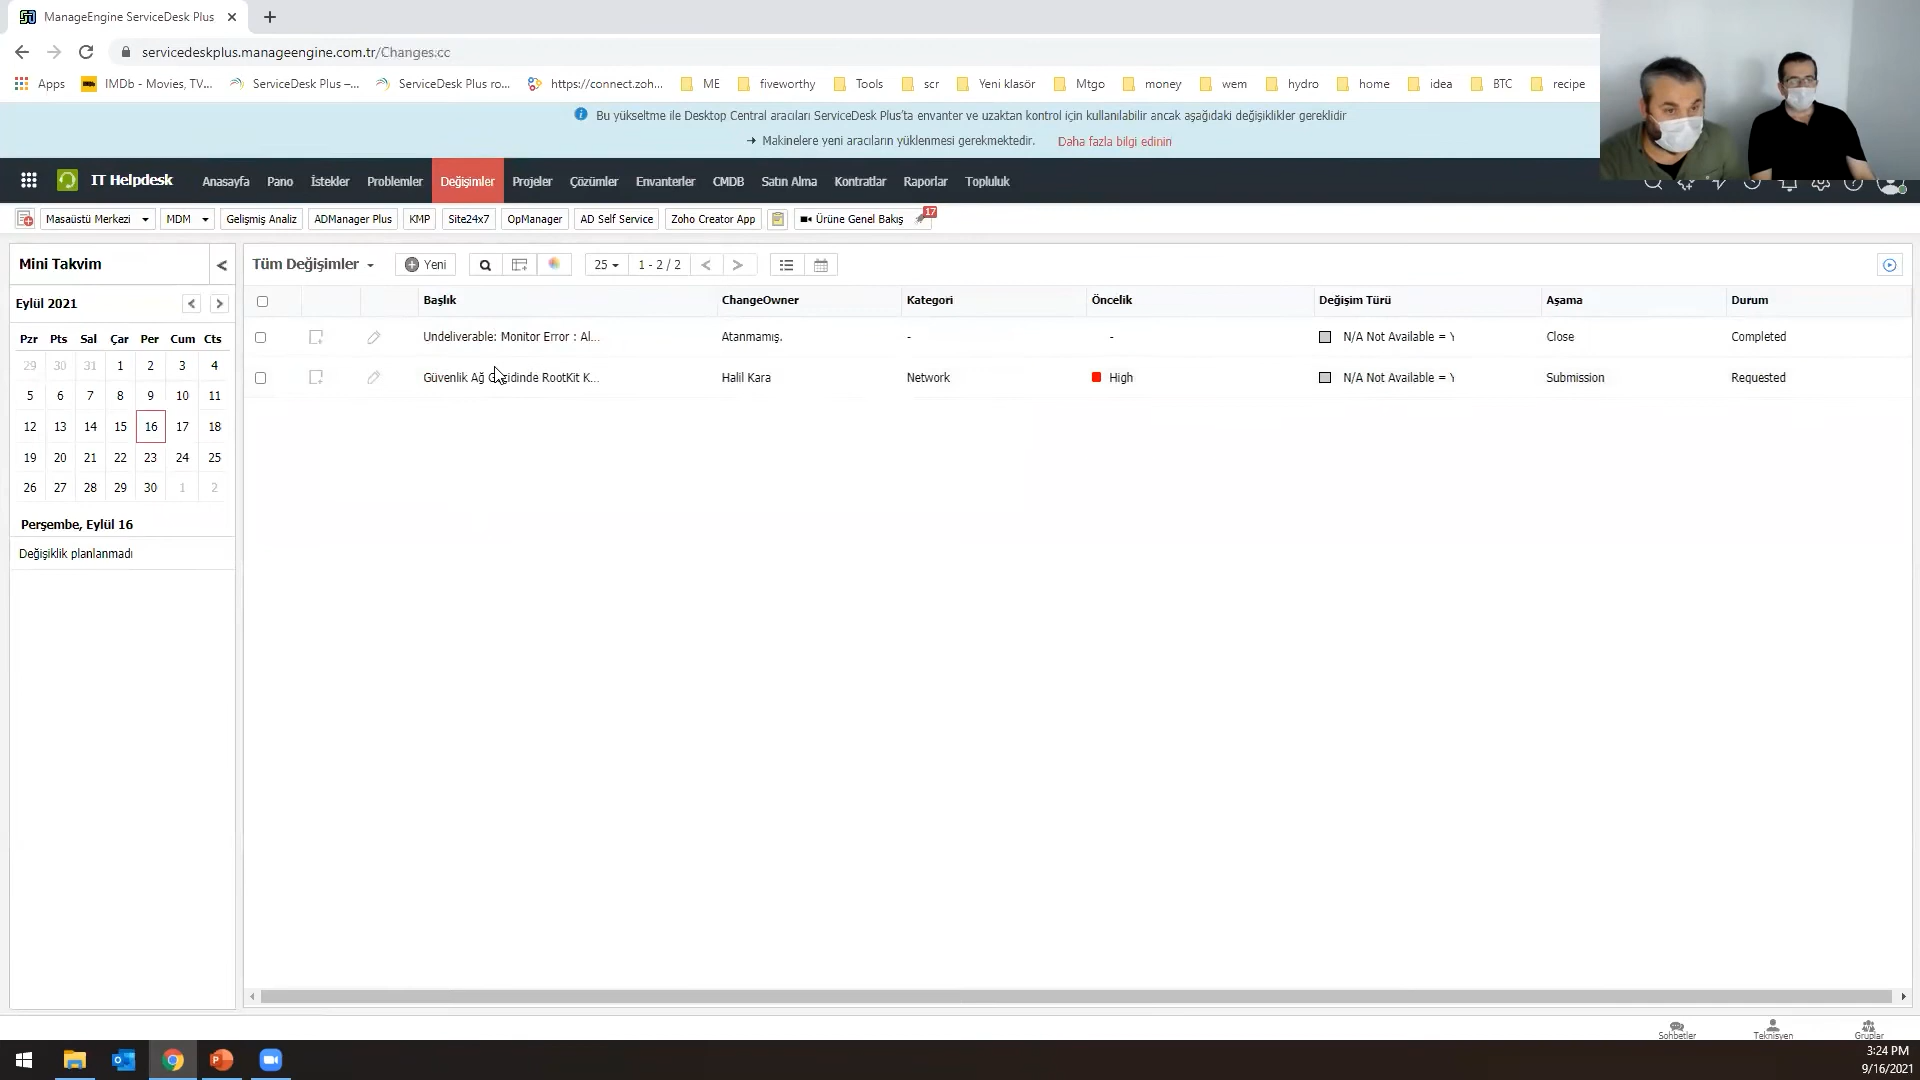 ManageEngine ServiceDesk Plus
servicedeskplus.manageengine.com.tr/Changes.cc
Apps IMDb - Movies, TV... ServiceDesk Plus –... ServiceDesk Plus ro... https://connect.zoh... ME fiveworthy Tools scr Yeni klasör Mtgo money wem hydro home idea BTC recipe
Bu yükseltme ile Desktop Central aracıları ServiceDesk Plus'ta envanter ve uzaktan kontrol için kullanılabilir ancak aşağıdaki değişiklikler gereklidir
Makinelere yeni aracıların yüklenmesi gerekmektedir. Daha fazla bilgi edinin
IT Helpdesk Anasayfa Pano İstekler Problemler Değişimler Projeler Çözümler Envanterler CMDB Satın Alma Kontratlar Raporlar Topluluk
Masaüstü Merkezi MDM Gelişmiş Analiz ADManager Plus KMP Site24x7 OpManager AD Self Service Zoho Creator App Ürüne Genel Bakış 17
Mini Takvim
Tüm Değişimler Yeni 25 1 - 2 / 2
Eylül 2021
Başlık ChangeOwner Kategori Öncelik Değişim Türü Aşama Durum
Undeliverable: Monitor Error : Al... Atanmamış. - - N/A Not Available = Close Completed
Güvenlik Ağ RootKit K... Halil Kara Network High N/A Not Available = Submission Requested
Pzr Pts Sal Çar Per Cum Cts
29 30 31 1 2 3 4
5 6 7 8 9 10 11
12 13 14 15 16 17 18
19 20 21 22 23 24 25
26 27 28 29 30 1 2
Perşembe, Eylül 16
Değişiklik planlanmadı
Sohbetler Teknisyen Gruplar
3:24 PM
9/16/2021